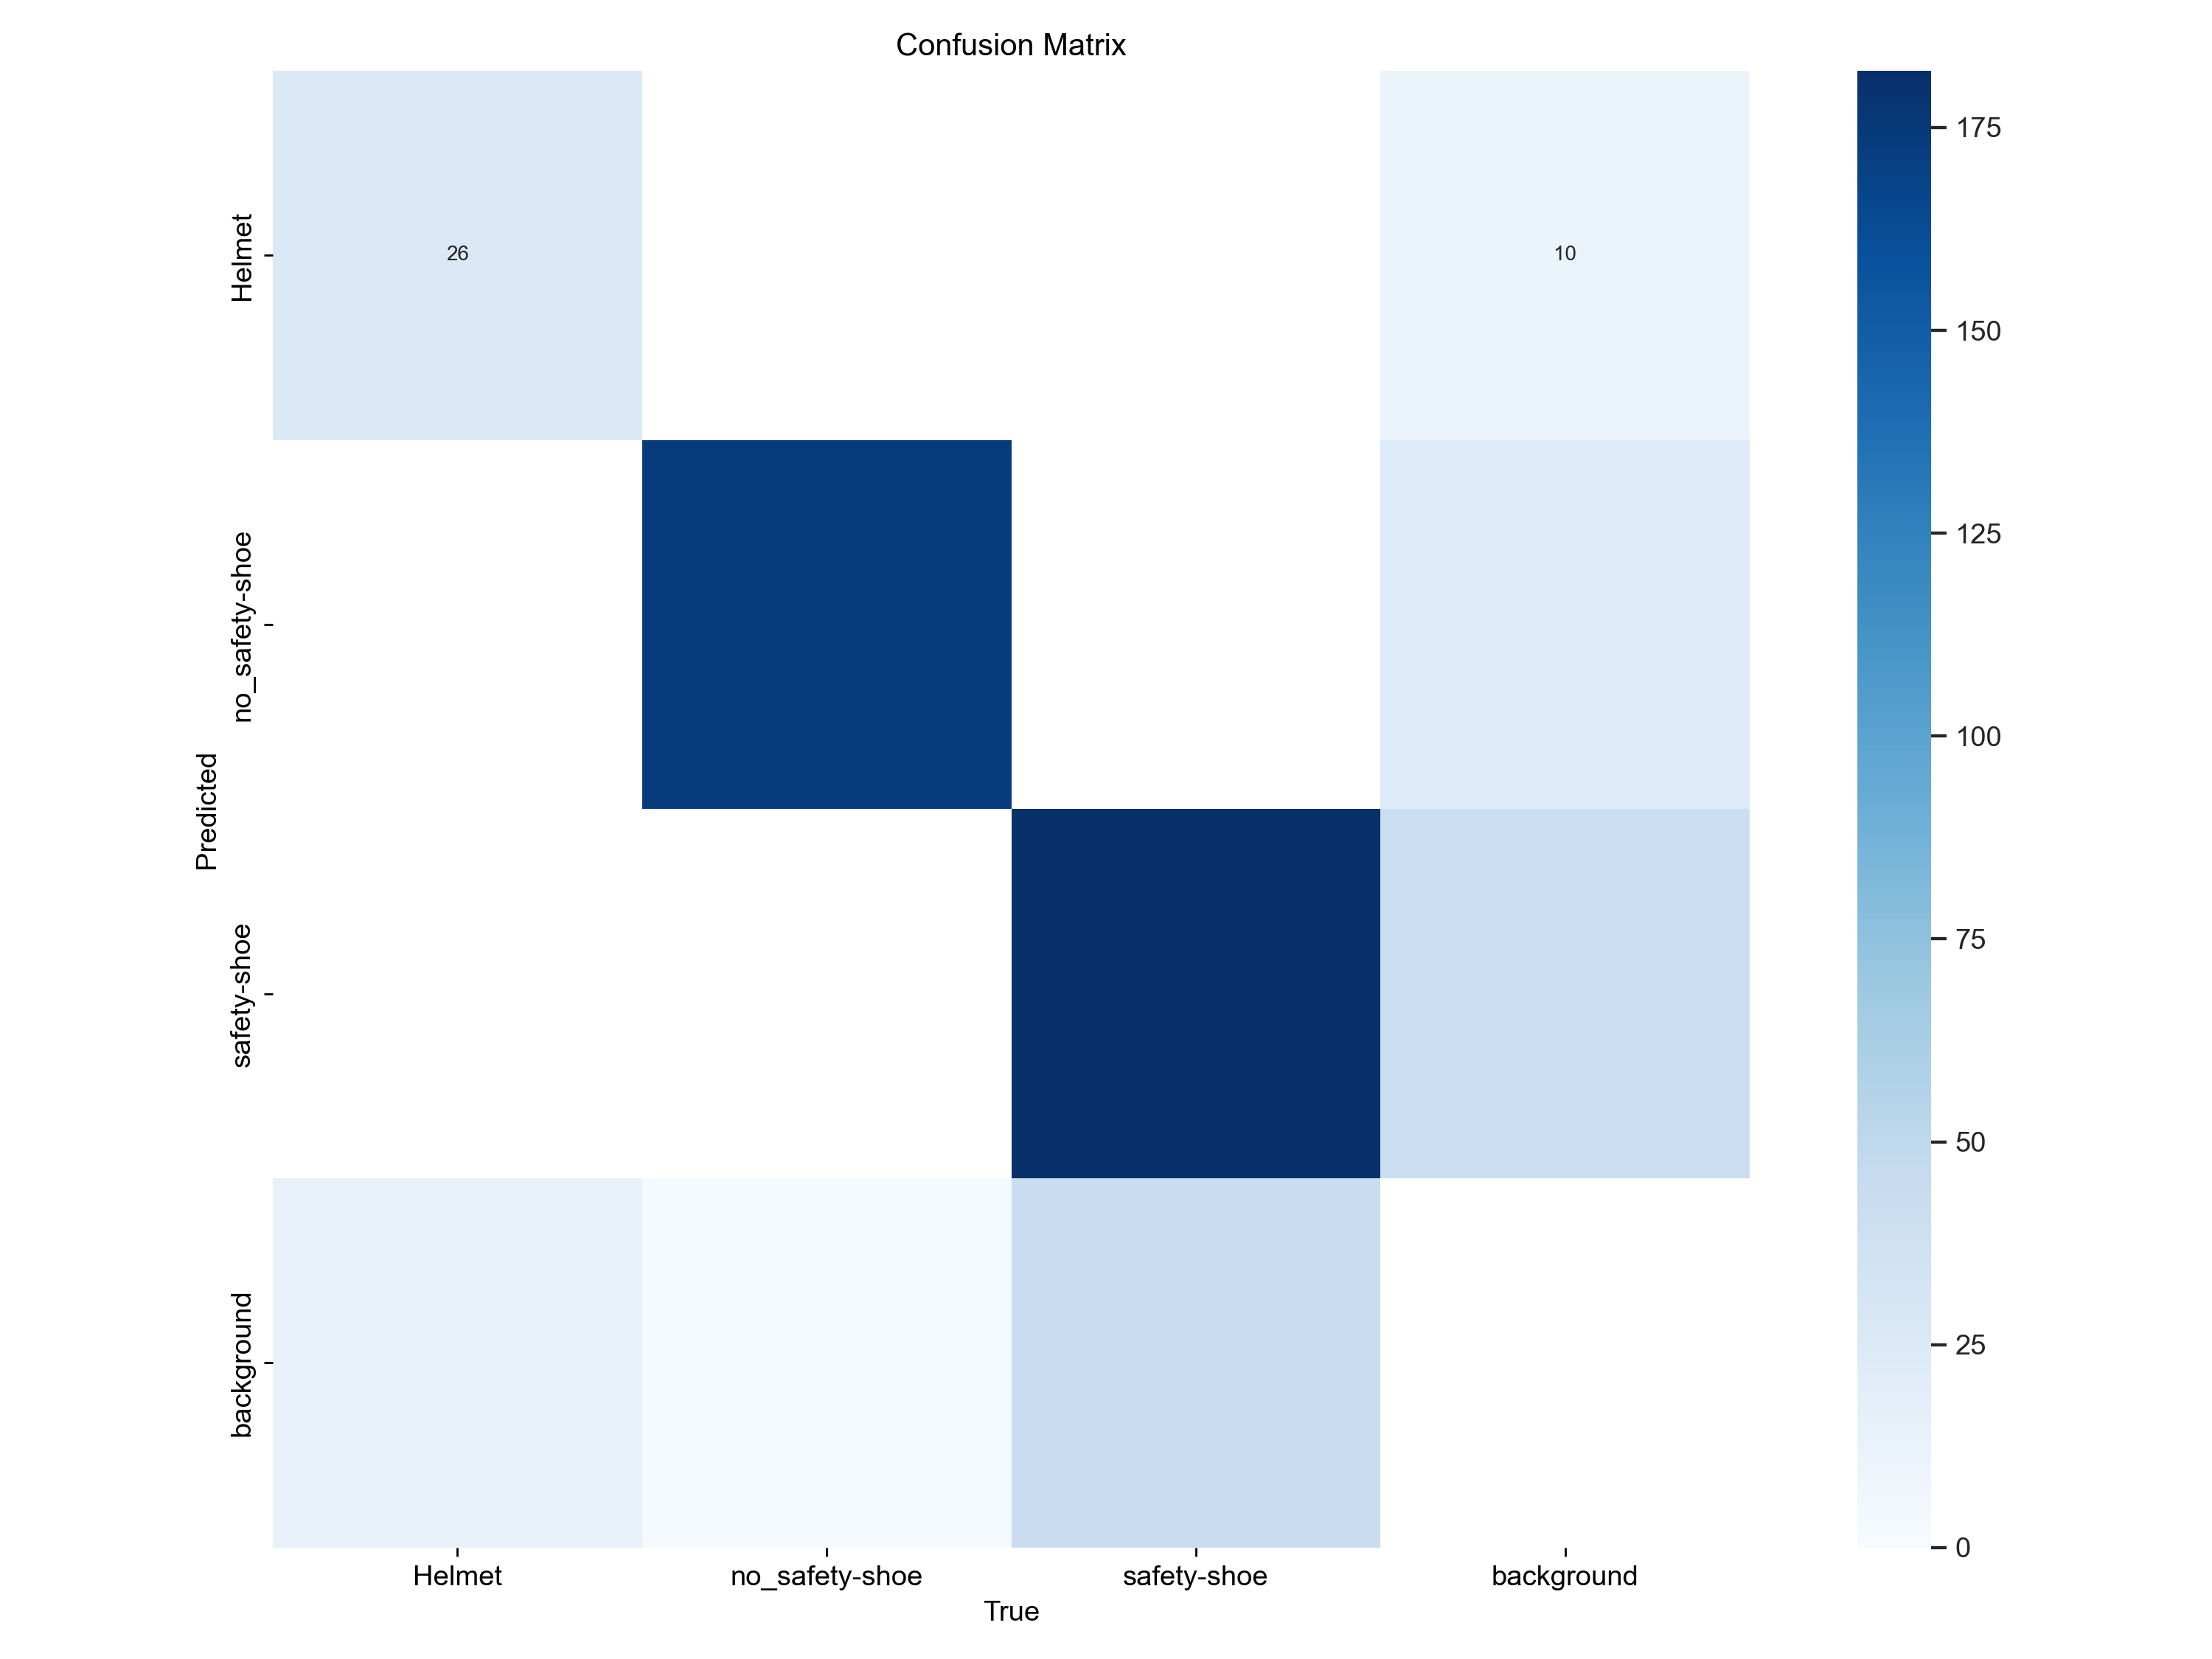 Confusion Matrix
Helmet
26
10
no_safety-shoe
safety-shoe
background
Predicted
Helmet
no_safety-shoe
safety-shoe
background
True
175
150
125
100
75
50
25
0